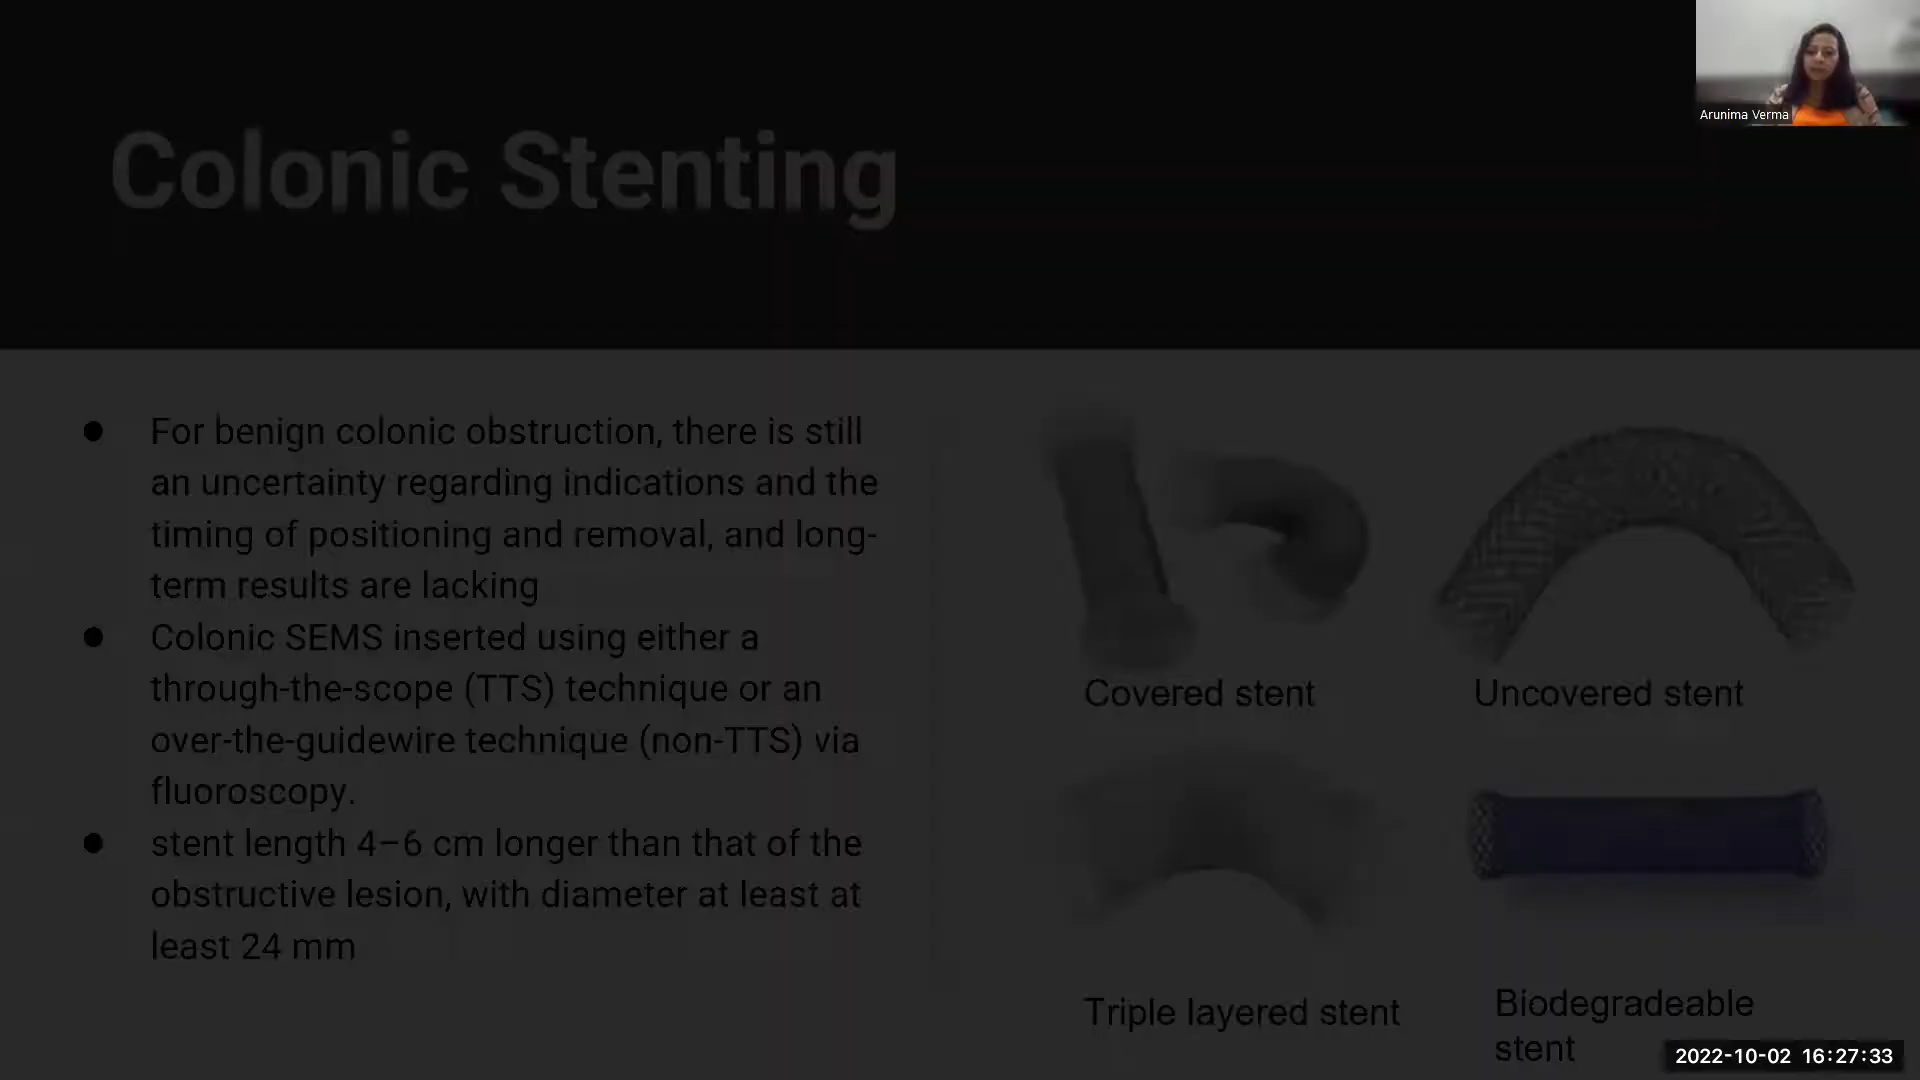 Arunima Verma
Colonic Stenting
● For benign colonic obstruction, there is still
an uncertainty regarding indications and the
timing of positioning and removal, and long-
term results are lacking
● Colonic SEMS inserted using either a
through-the-scope (TTS) technique or an
over-the-guidewire technique (non-TTS) via
fluoroscopy.
● stent length 4–6 cm longer than that of the
obstructive lesion, with diameter at least at
least 24 mm
Covered stent
Uncovered stent
Triple layered stent
Biodegradeable
stent
2022-10-02 16:27:33